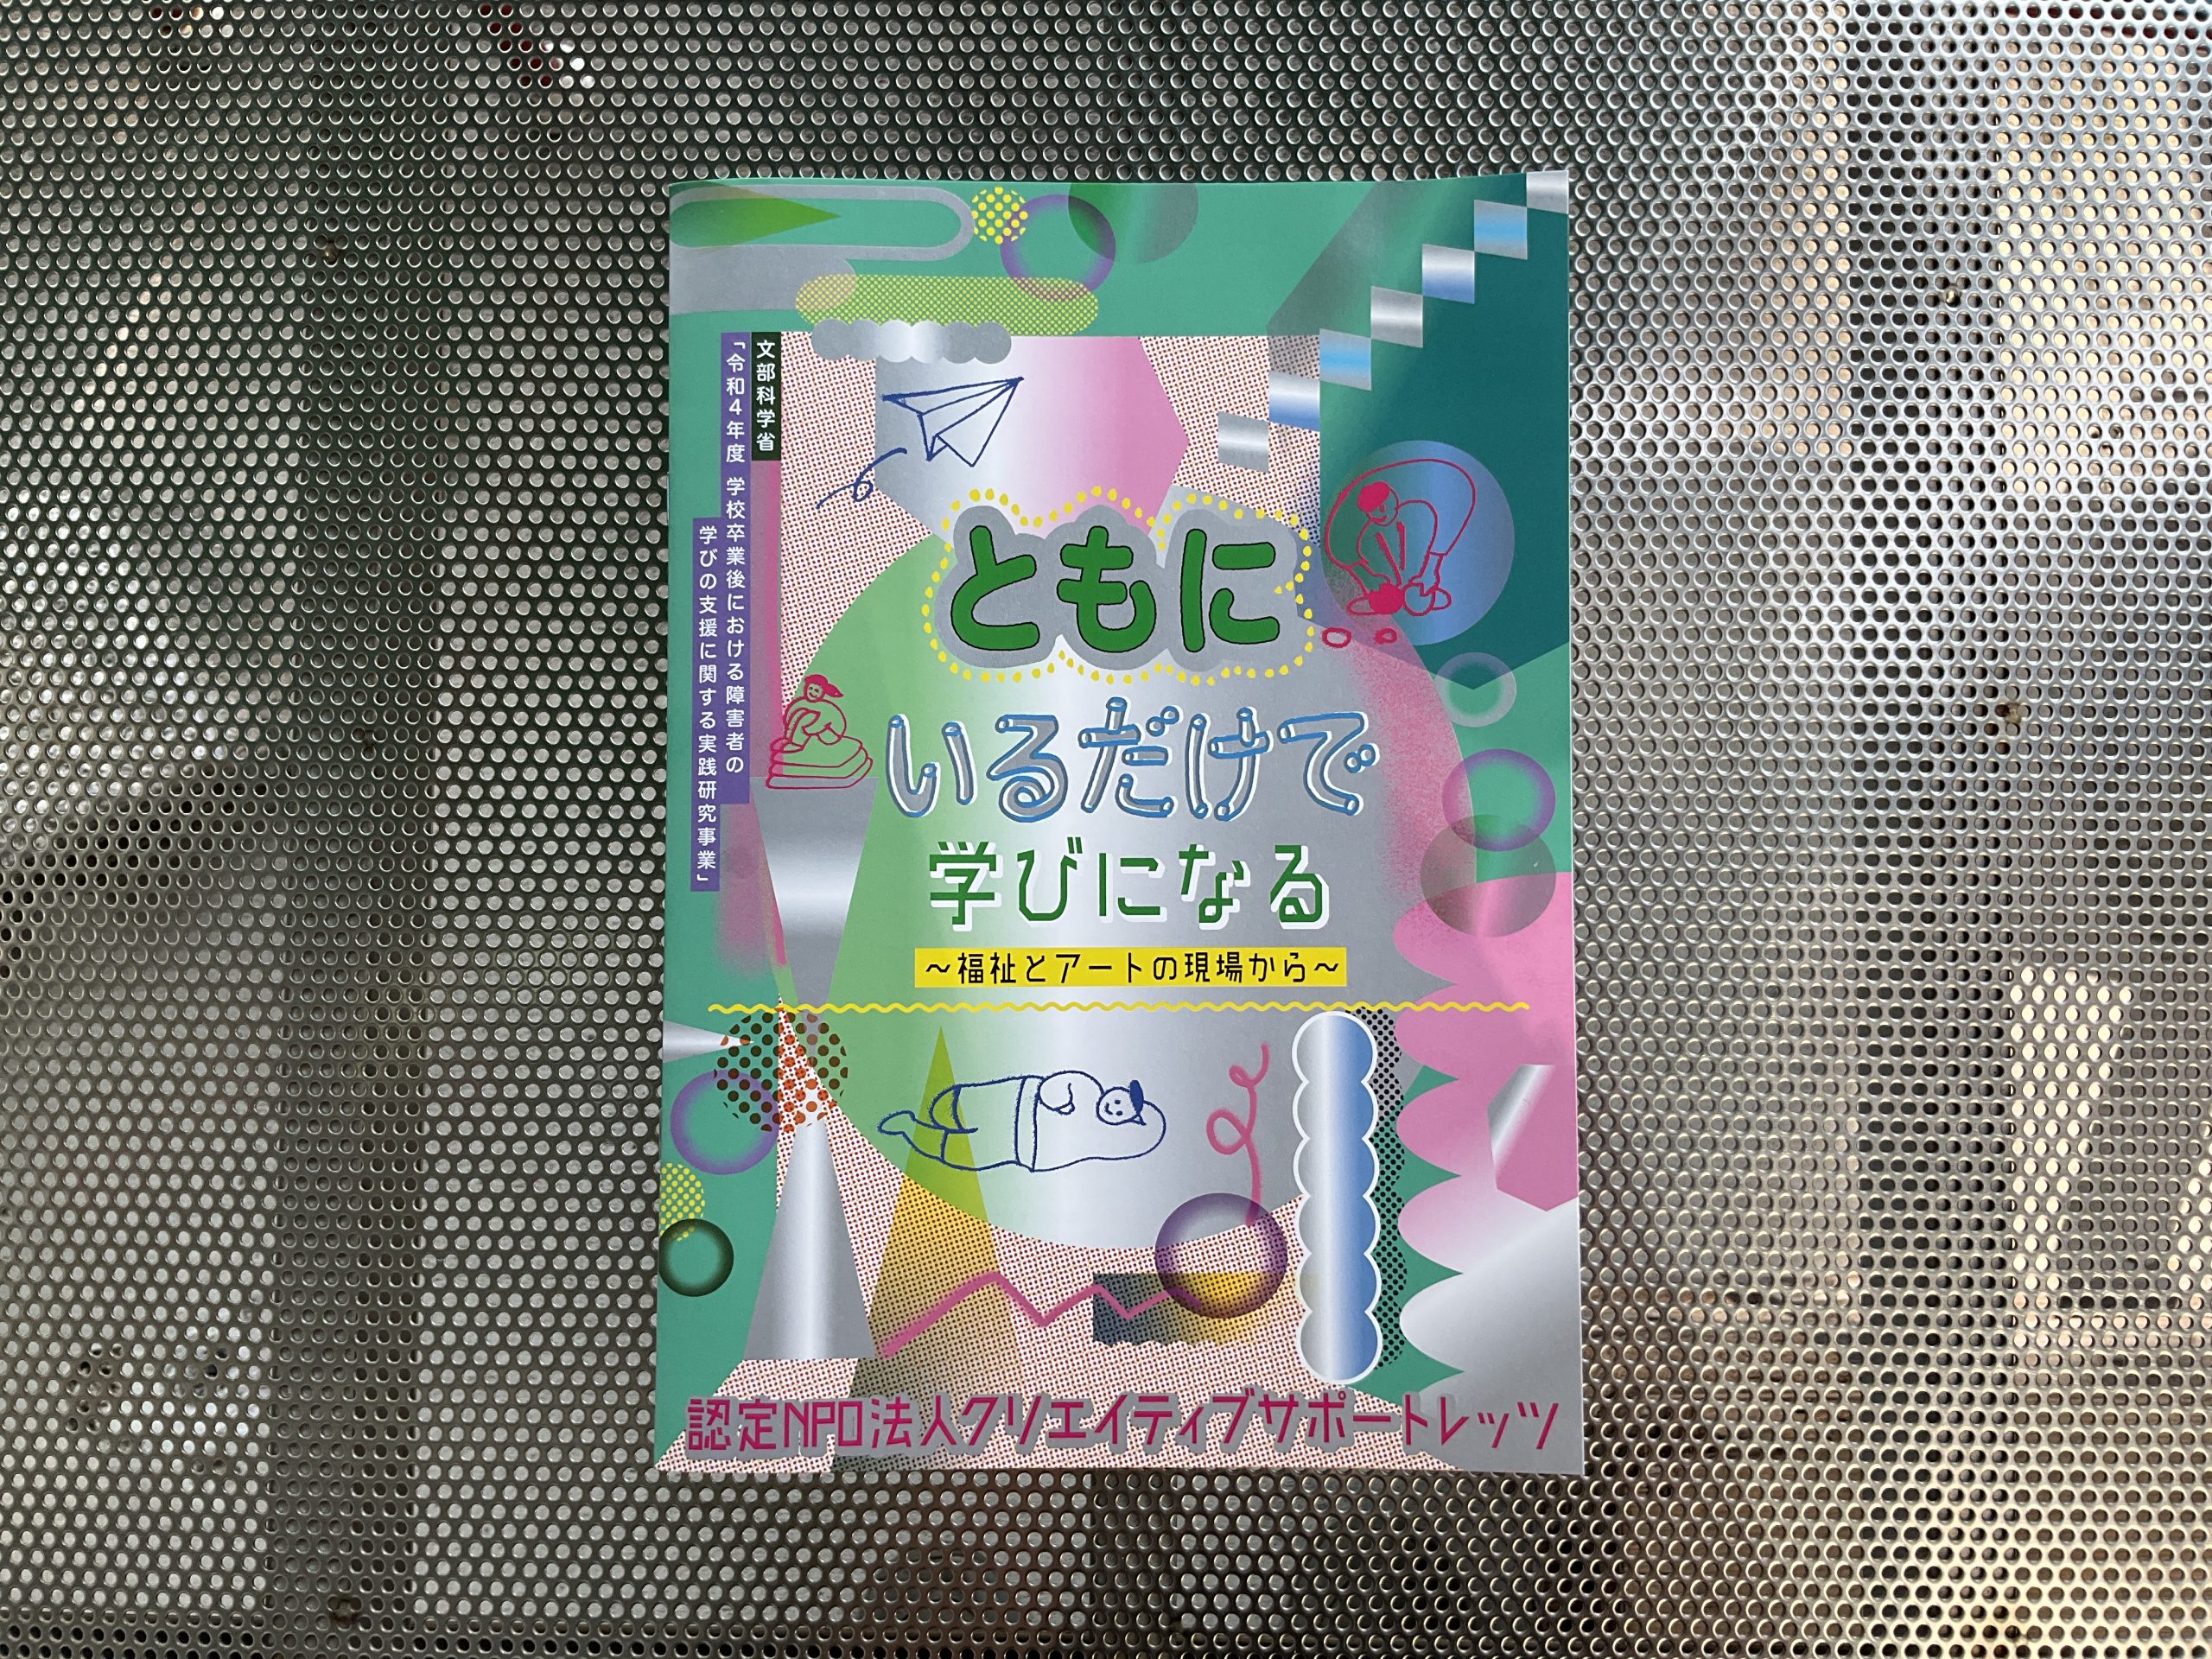 文部科学省
「令和4年度 学校卒業後における障害者の
学びの支援に関する実践研究事業」
ともに
いるだけで
学びになる
～福祉とアートの現場から～
認定NPO法人クリエイティブサポートレッツ